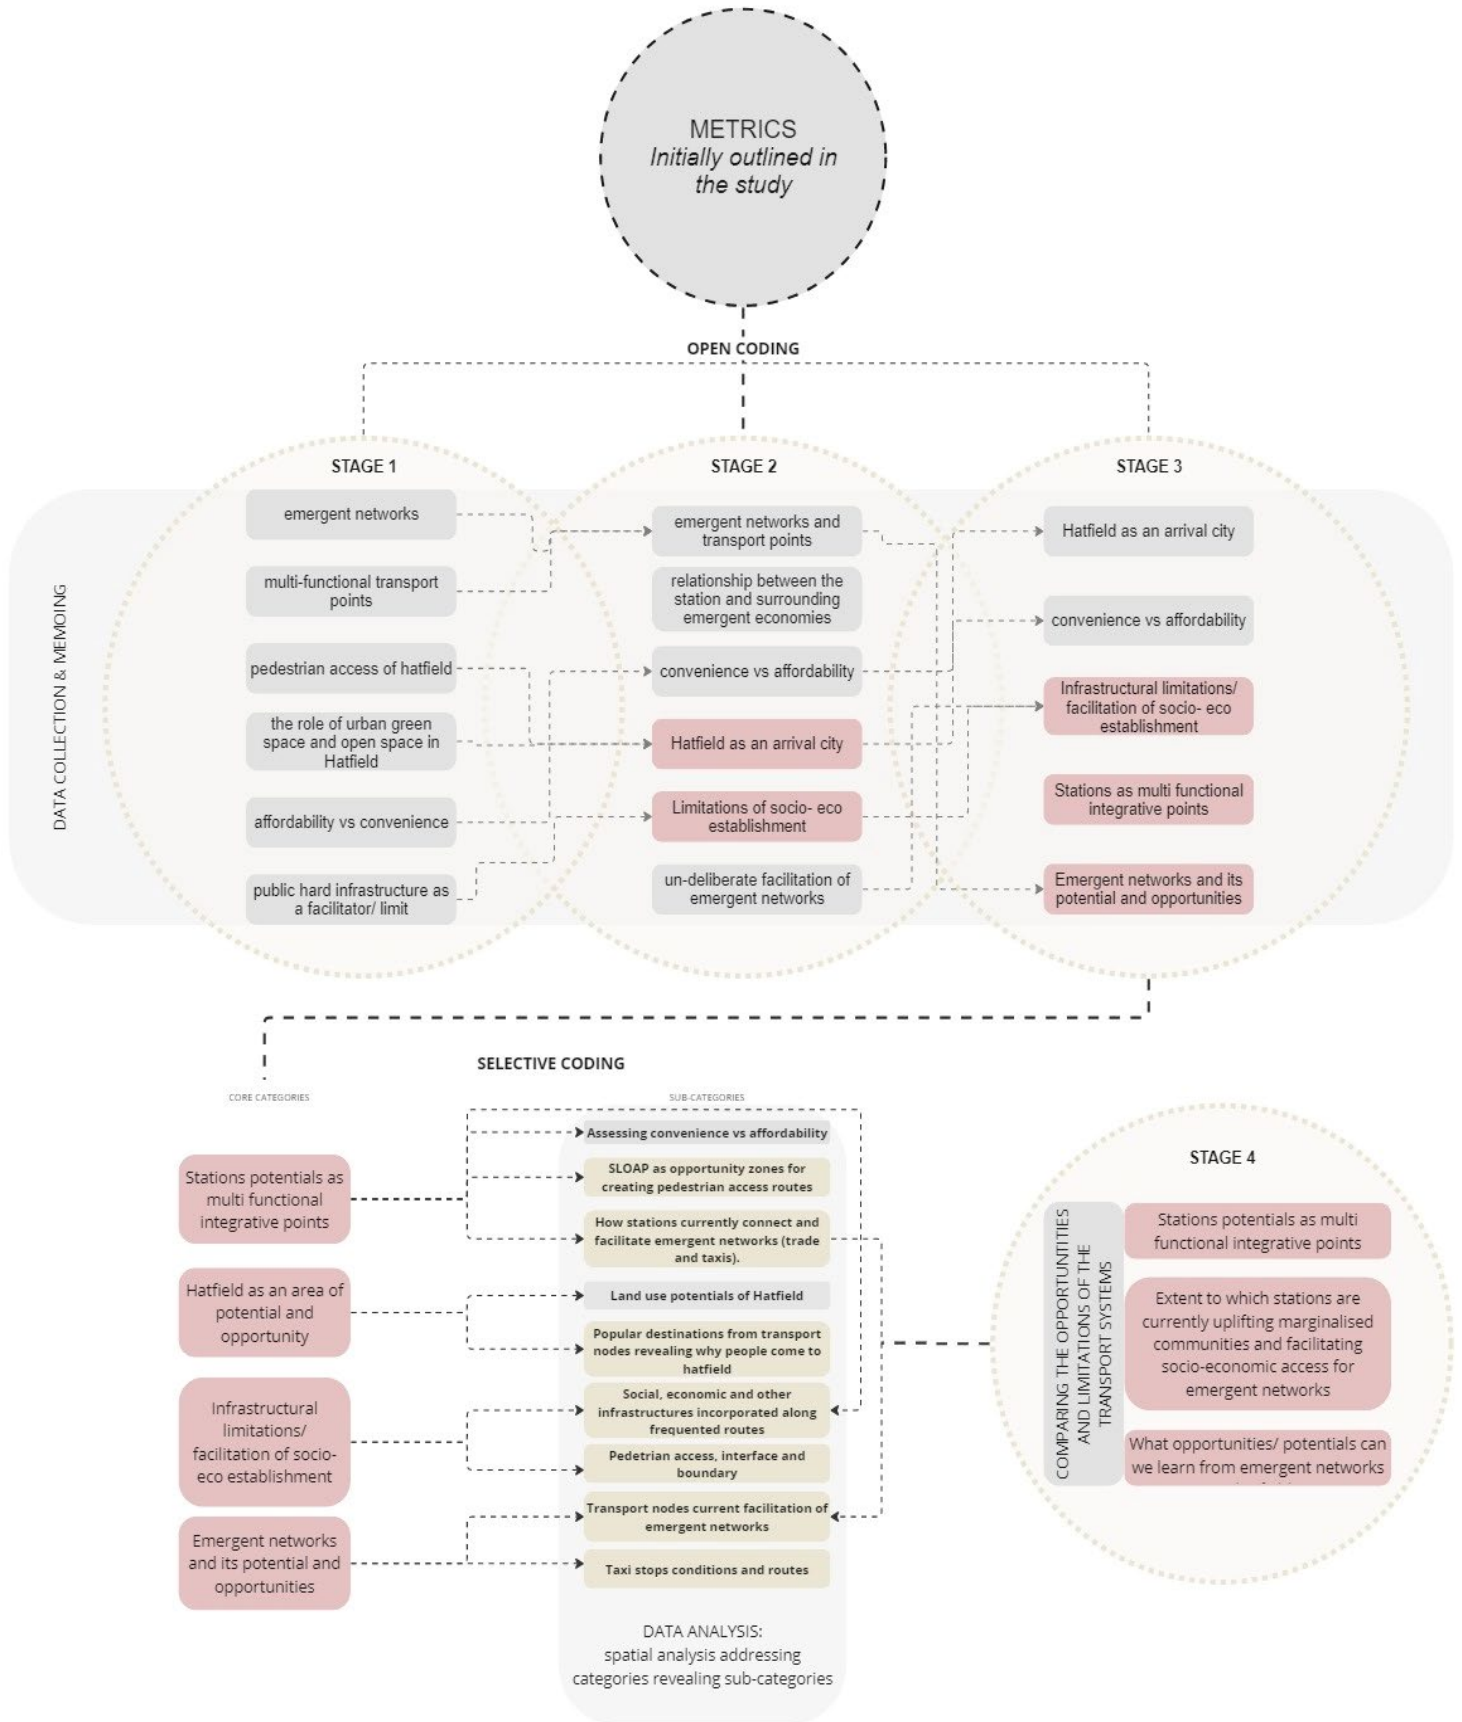 METRICS
Initially outlined in
the study
OPEN CODING
DATA COLLECTION & MEMOING
STAGE 1
emergent networks
multi-functional transport
points
pedestrian access of hatfield
the role of urban green
space and open space in
Hatfield
affordability vs convenience
public hard infrastructure as
a facilitator/ limit
STAGE 2
emergent networks and
transport points
relationship between the
station and surrounding
emergent economies
convenience vs affordability
Hatfield as an arrival city
Limitations of socio- eco
establishment
un-deliberate facilitation of
emergent networks
STAGE 3
Hatfield as an arrival city
convenience vs affordability
Infrastructural limitations/
facilitation of socio- eco
establishment
Stations as multi functional
integrative points
Emergent networks and its
potential and opportunities
SELECTIVE CODING
CORE CATEGORIES
Stations potentials as
multi functional
integrative points
Hatfield as an area of
potential and
opportunity
Infrastructural
limitations/
facilitation of socio-
eco establishment
Emergent networks
and its potential and
opportunities
SUB-CATEGORIES
Assessing convenience vs affordability
SLOAP as opportunity zones for
creating pedestrian access routes
How stations currently connect and
facilitate emergent networks (trade
and taxis).
Land use potentials of Hatfield
Popular destinations from transport
nodes revealing why people come to
hatfield
Social, economic and other
infrastructures incorporated along
frequented routes
Pedetrian access, interface and
boundary
Transport nodes current facilitation of
emergent networks
Taxi stops conditions and routes
DATA ANALYSIS:
spatial analysis addressing
categories revealing sub-categories
STAGE 4
COMPARING THE OPPORTUNTITIES
AND LIMITATIONS OF THE
TRANSPORT SYSTEMS
Stations potentials as multi
functional integrative points
Extent to which stations are
currently uplifting marginalised
communities and facilitating
socio-economic access for
emergent networks
What opportunities/ potentials can
we learn from emergent networks